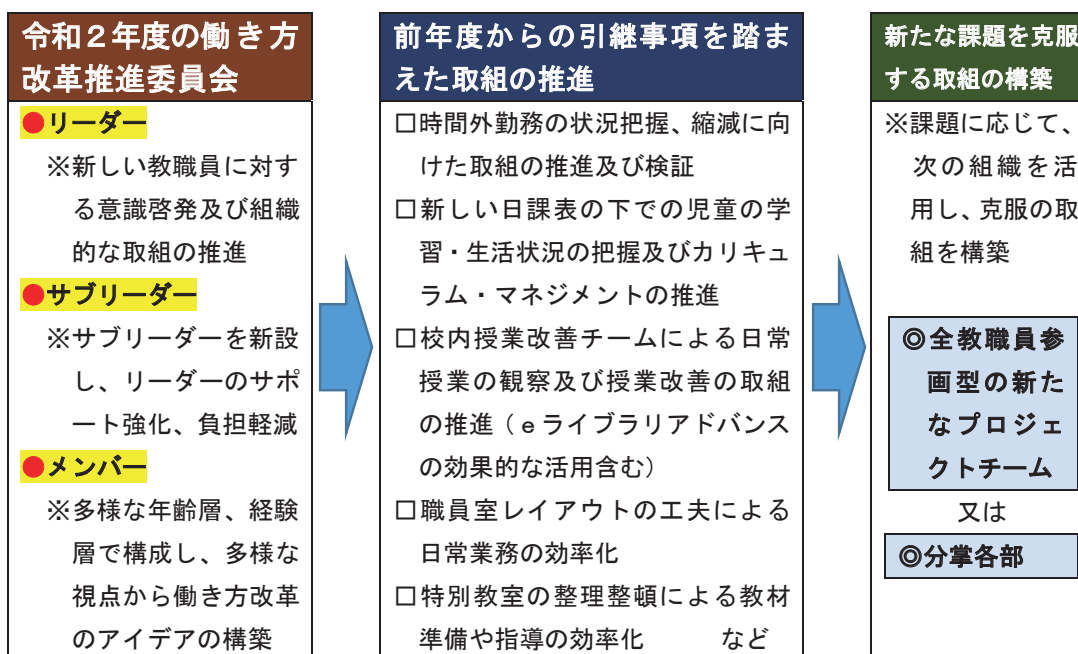 令和２年度の働き方
改革推進委員会
●リーダー
※新しい教職員に対す
る意識啓発及び組織
的な取組の推進
●サブリーダー
※サブリーダーを新設
し、リーダーのサポ
ート強化、負担軽減
●メンバー
※多様な年齢層、経験
層で構成し、多様な
視点から働き方改革
のアイデアの構築
前年度からの引継事項を踏ま
えた取組の推進
□時間外勤務の状況把握、縮減に向
けた取組の推進及び検証
□新しい日課表の下での児童の学
習・生活状況の把握及びカリキュ
ラム・マネジメントの推進
□校内授業改善チームによる日常
授業の観察及び授業改善の取組
の推進（ｅライブラリアドバンス
の効果的な活用含む）
□職員室レイアウトの工夫による
日常業務の効率化
□特別教室の整理整頓による教材
準備や指導の効率化　　　など
新たな課題を克服
する取組の構築
※課題に応じて、
次の組織を活
用し、克服の取
組を構築
◎全教職員参
画型の新た
なプロジェ
クトチーム
又は
◎分掌各部